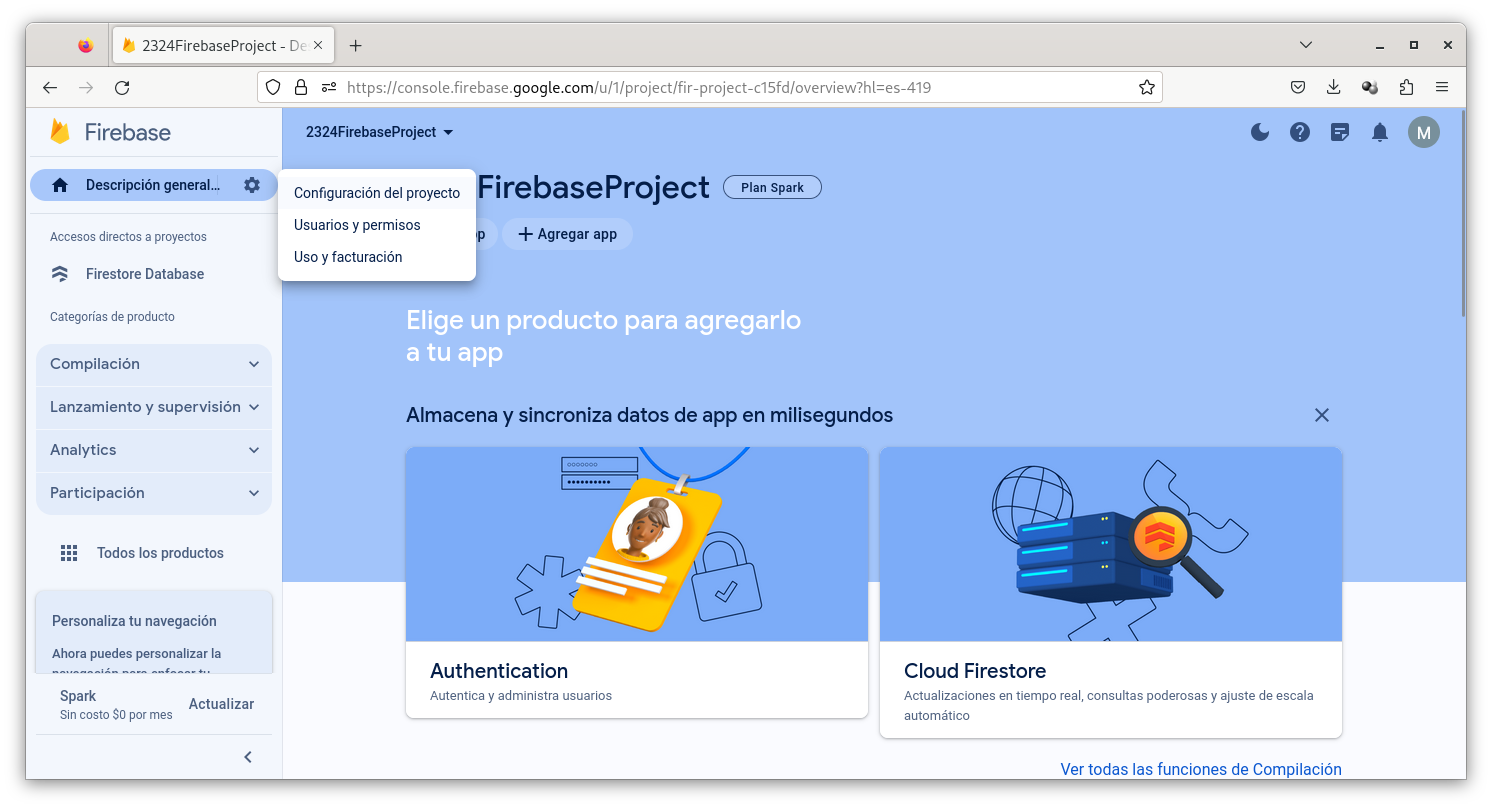 2324FirebaseProject - De
https://console.firebase.google.com/u/1/project/fir-project-c15fd/overview?hl=es-419
Firebase
2324FirebaseProject
M
Descripción general...
Configuración del proyecto
Usuarios y permisos
Uso y facturación
FirebaseProject
Plan Spark
pp
Agregar app
Accesos directos a proyectos
Firestore Database
Categorías de producto
Compilación
Lanzamiento y supervisión
Analytics
Participación
Todos los productos
Personaliza tu navegación
Ahora puedes personalizar la
navegación para enfocar tu
Spark
Sin costo $0 por mes
Actualizar
Elige un producto para agregarlo
a tu app
Almacena y sincroniza datos de app en milisegundos
Authentication
Autentica y administra usuarios
Cloud Firestore
Actualizaciones en tiempo real, consultas poderosas y ajuste de escala
automático
Ver todas las funciones de Compilación